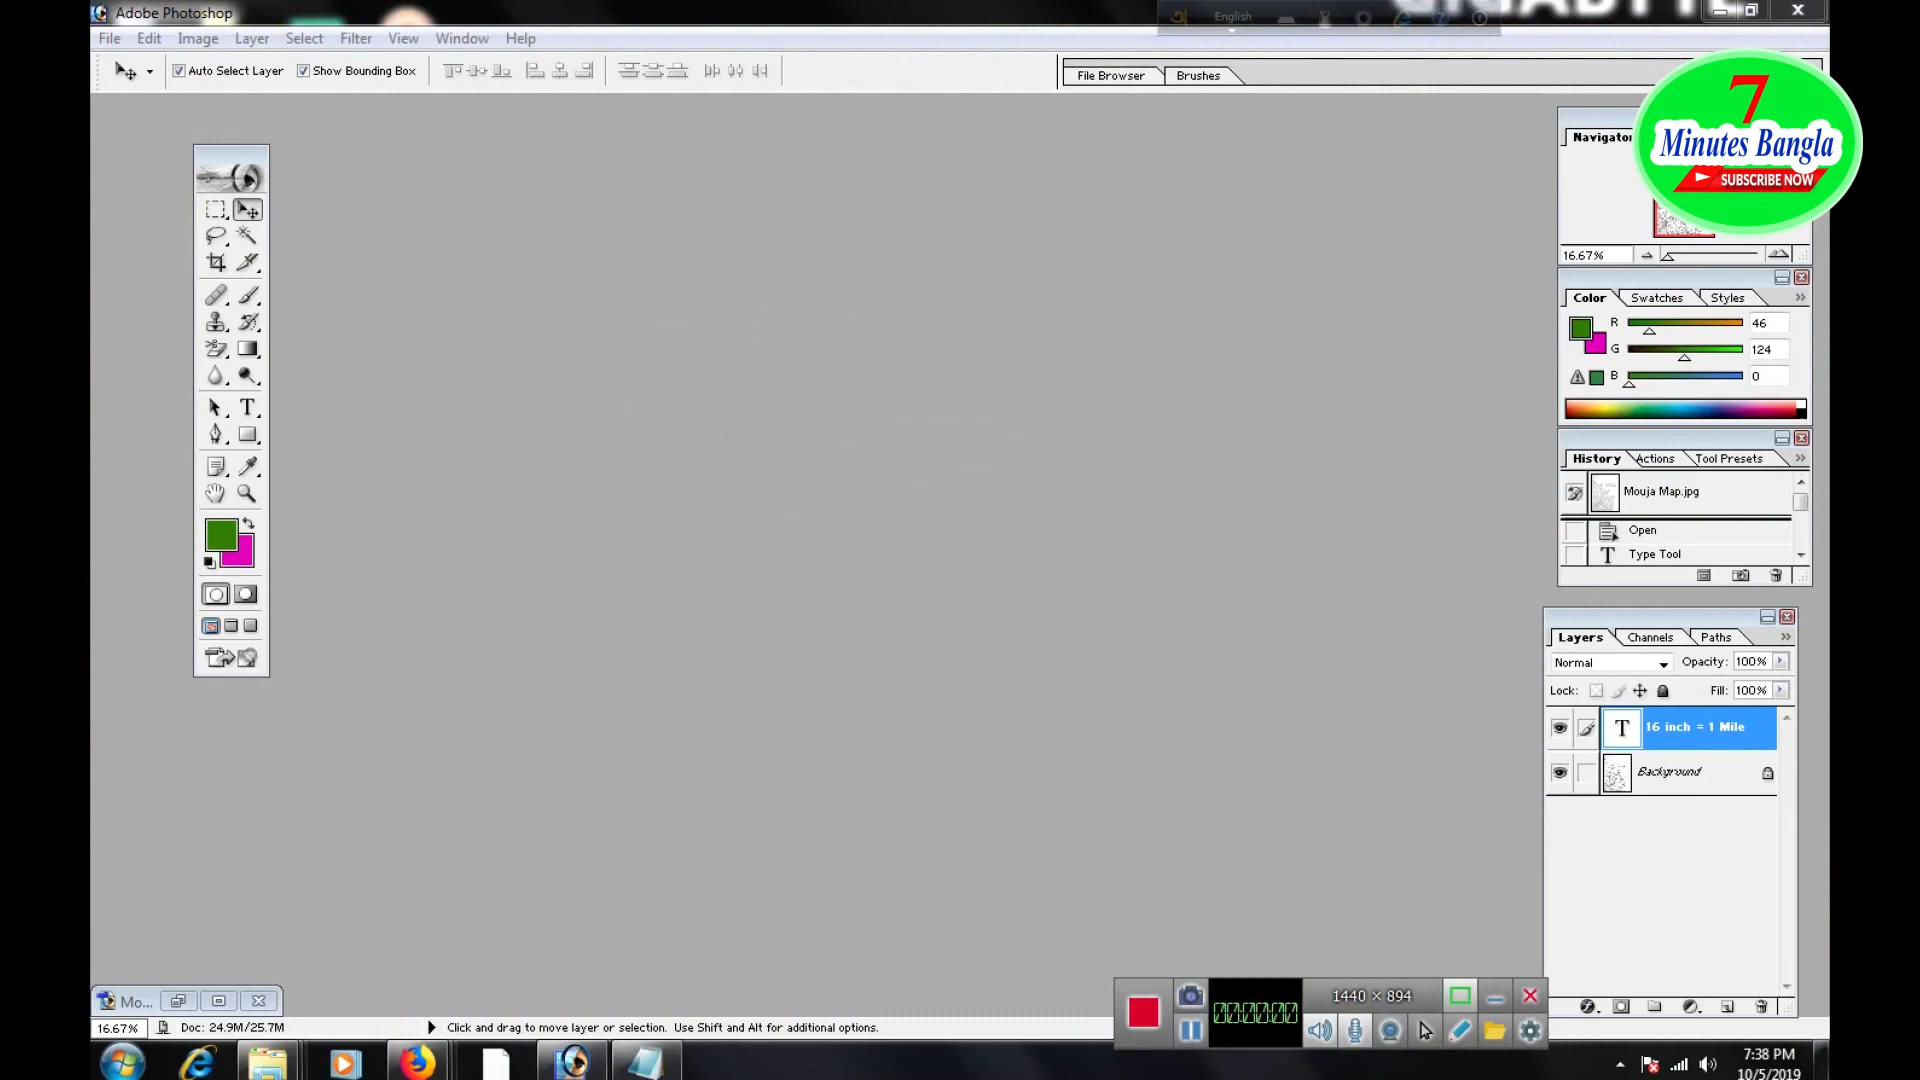 Adobe Photoshop
English
File Edit Image Layer Select Filter View Window Help
Auto Select Layer Show Bounding Box
File Browser Brushes
7
Minutes Bangla
SUBSCRIBE NOW
Navigator
16.67%
Color Swatches Styles
R 46
G 124
B 0
History Actions Tool Presets
Mouja Map.jpg
Open
T Type Tool
Layers Channels Paths
Normal Opacity: 100%
Lock: Fill: 100%
T 16 inch = 1 Mile
Background
Mo...
1440 × 894
00:00:00
16.67% Doc: 24.9M/25.7M Click and drag to move layer or selection. Use Shift and Alt for additional options.
7:38 PM
10/5/2019